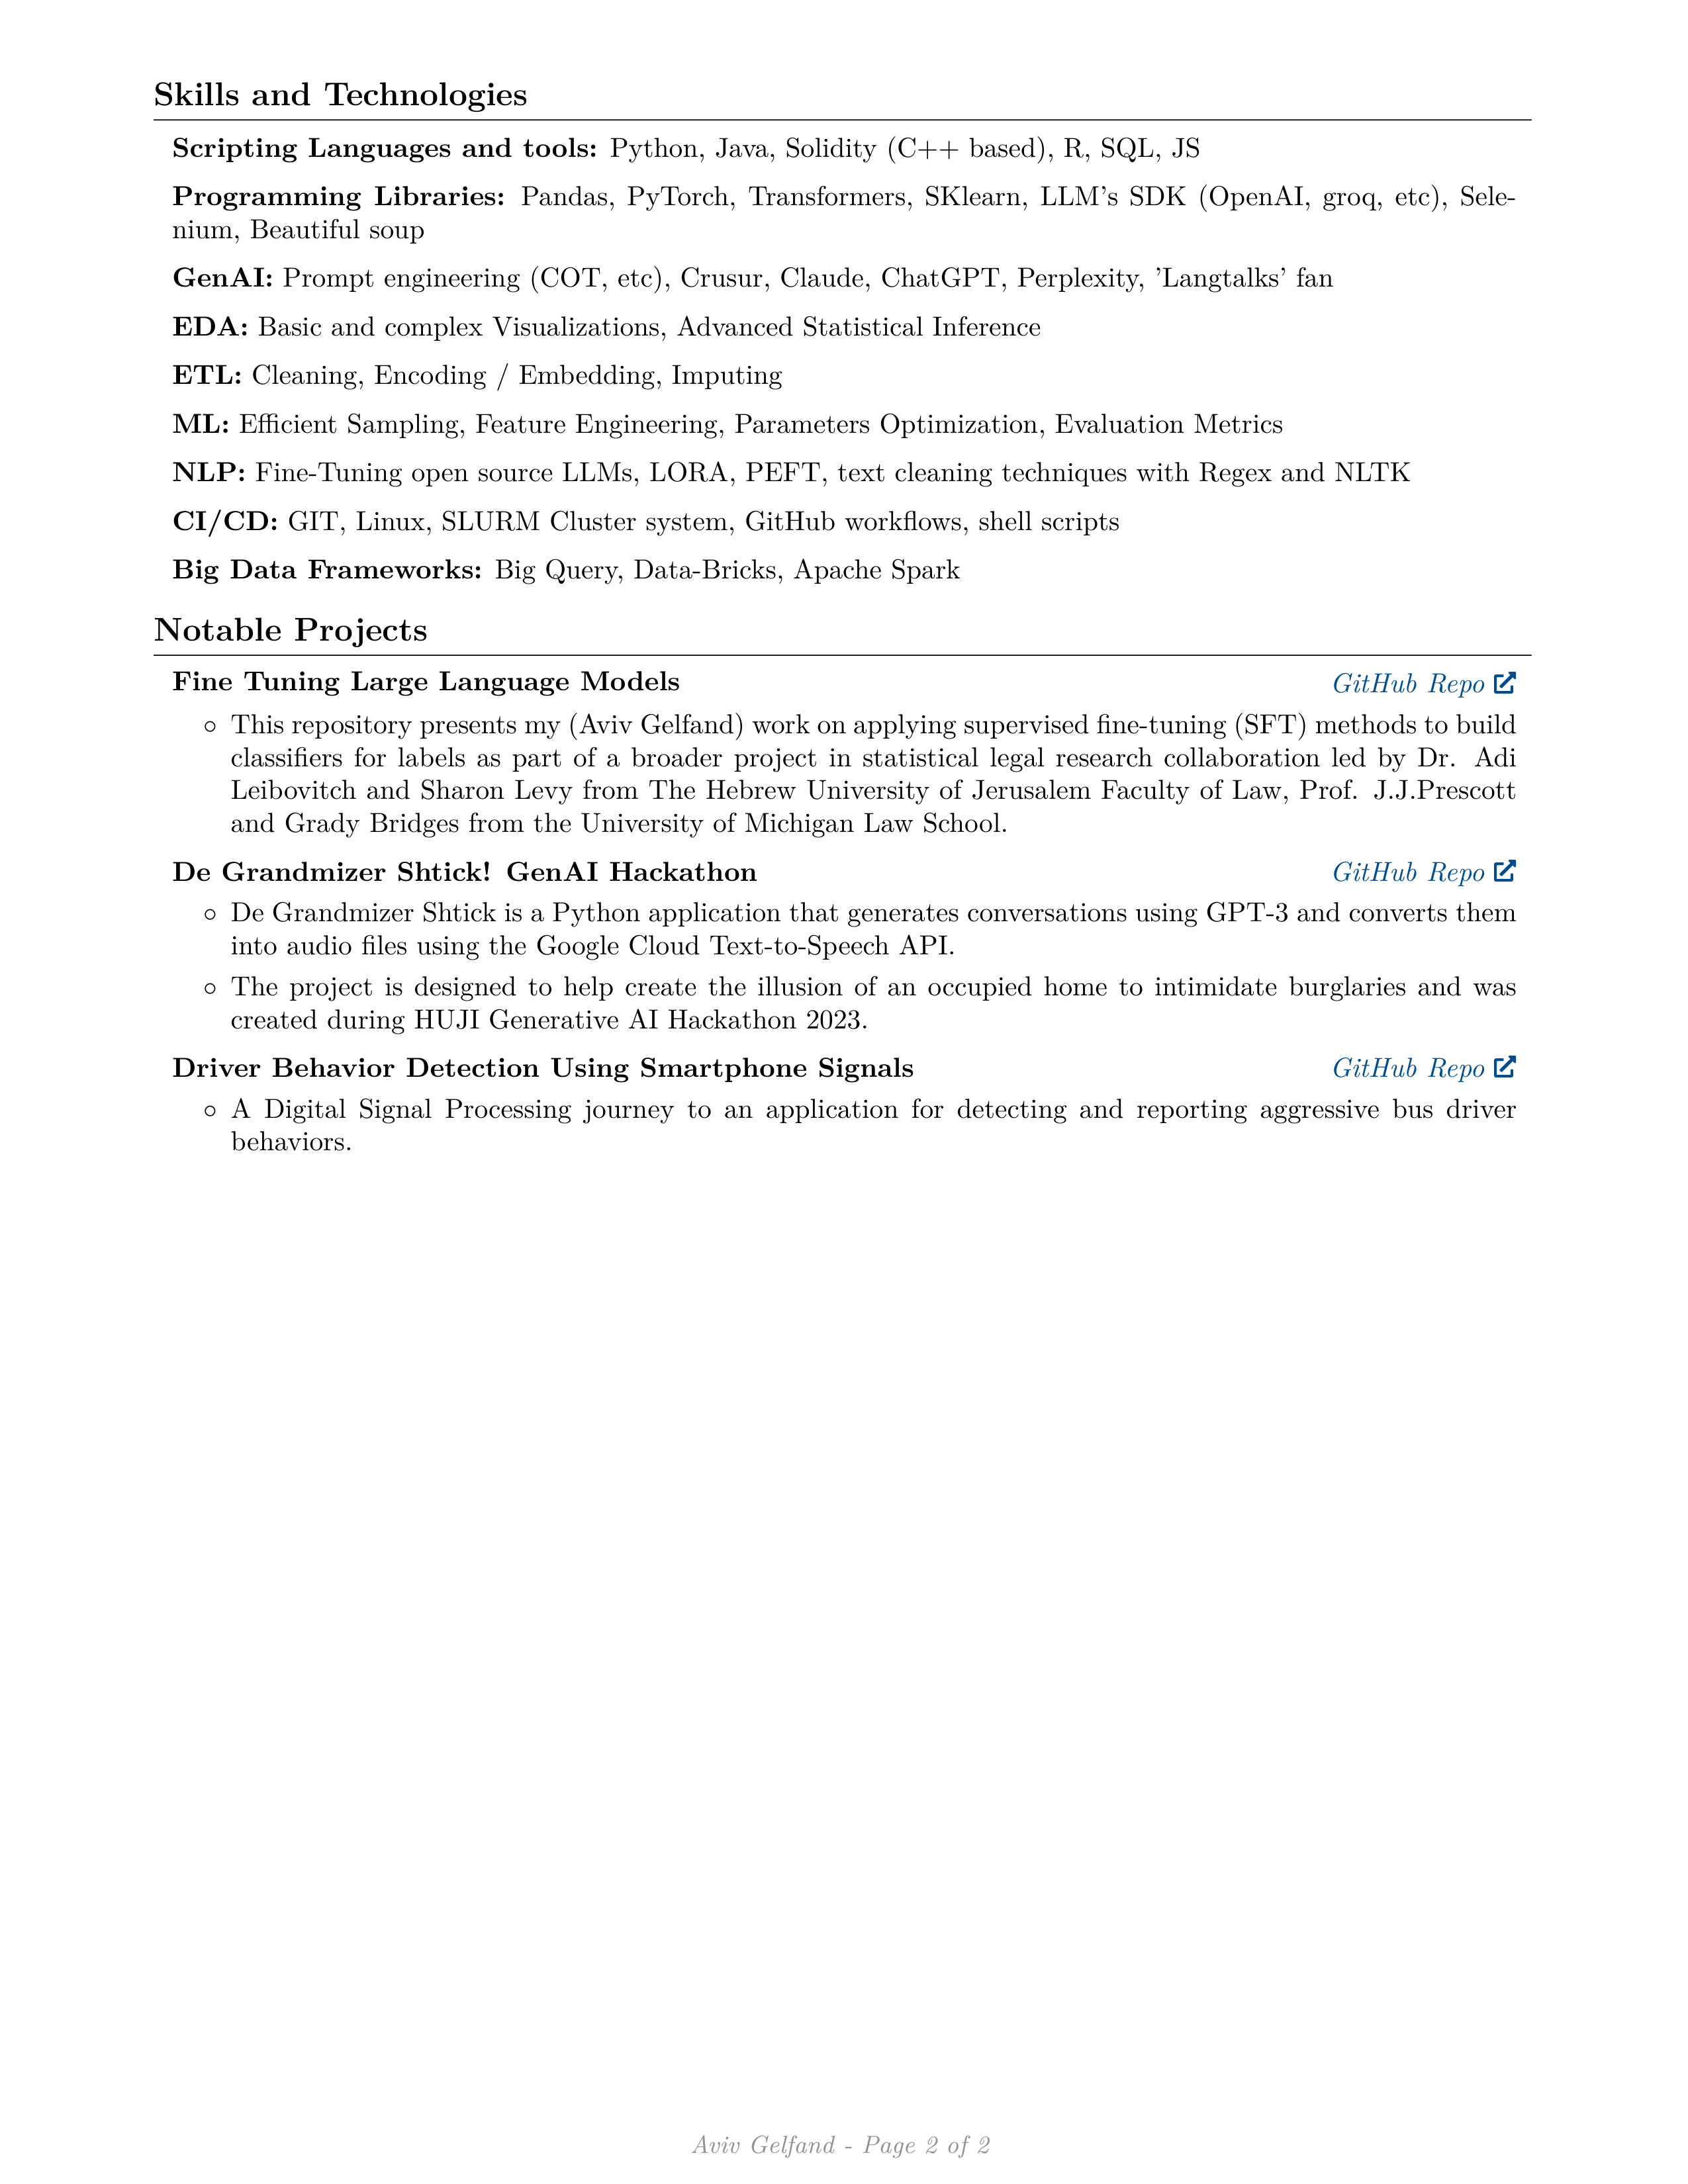 Skills and Technologies
Scripting Languages and tools: Python, Java, Solidity (C++ based), R, SQL, JS
Programming Libraries: Pandas, PyTorch, Transformers, SKlearn, LLM's SDK (OpenAI, groq, etc), Sele-
nium, Beautiful soup
GenAI: Prompt engineering (COT, etc), Crusur, Claude, ChatGPT, Perplexity, 'Langtalks' fan
EDA: Basic and complex Visualizations, Advanced Statistical Inference
ETL: Cleaning, Encoding / Embedding, Imputing
ML: Efficient Sampling, Feature Engineering, Parameters Optimization, Evaluation Metrics
NLP: Fine-Tuning open source LLMs, LORA, PEFT, text cleaning techniques with Regex and NLTK
CI/CD: GIT, Linux, SLURM Cluster system, GitHub workflows, shell scripts
Big Data Frameworks: Big Query, Data-Bricks, Apache Spark
Notable Projects
Fine Tuning Large Language Models GitHub Repo
○ This repository presents my (Aviv Gelfand) work on applying supervised fine-tuning (SFT) methods to build
classifiers for labels as part of a broader project in statistical legal research collaboration led by Dr. Adi
Leibovitch and Sharon Levy from The Hebrew University of Jerusalem Faculty of Law, Prof. J.J.Prescott
and Grady Bridges from the University of Michigan Law School.
De Grandmizer Shtick! GenAI Hackathon GitHub Repo
○ De Grandmizer Shtick is a Python application that generates conversations using GPT-3 and converts them
into audio files using the Google Cloud Text-to-Speech API.
○ The project is designed to help create the illusion of an occupied home to intimidate burglaries and was
created during HUJI Generative AI Hackathon 2023.
Driver Behavior Detection Using Smartphone Signals GitHub Repo
○ A Digital Signal Processing journey to an application for detecting and reporting aggressive bus driver
behaviors.
Aviv Gelfand - Page 2 of 2